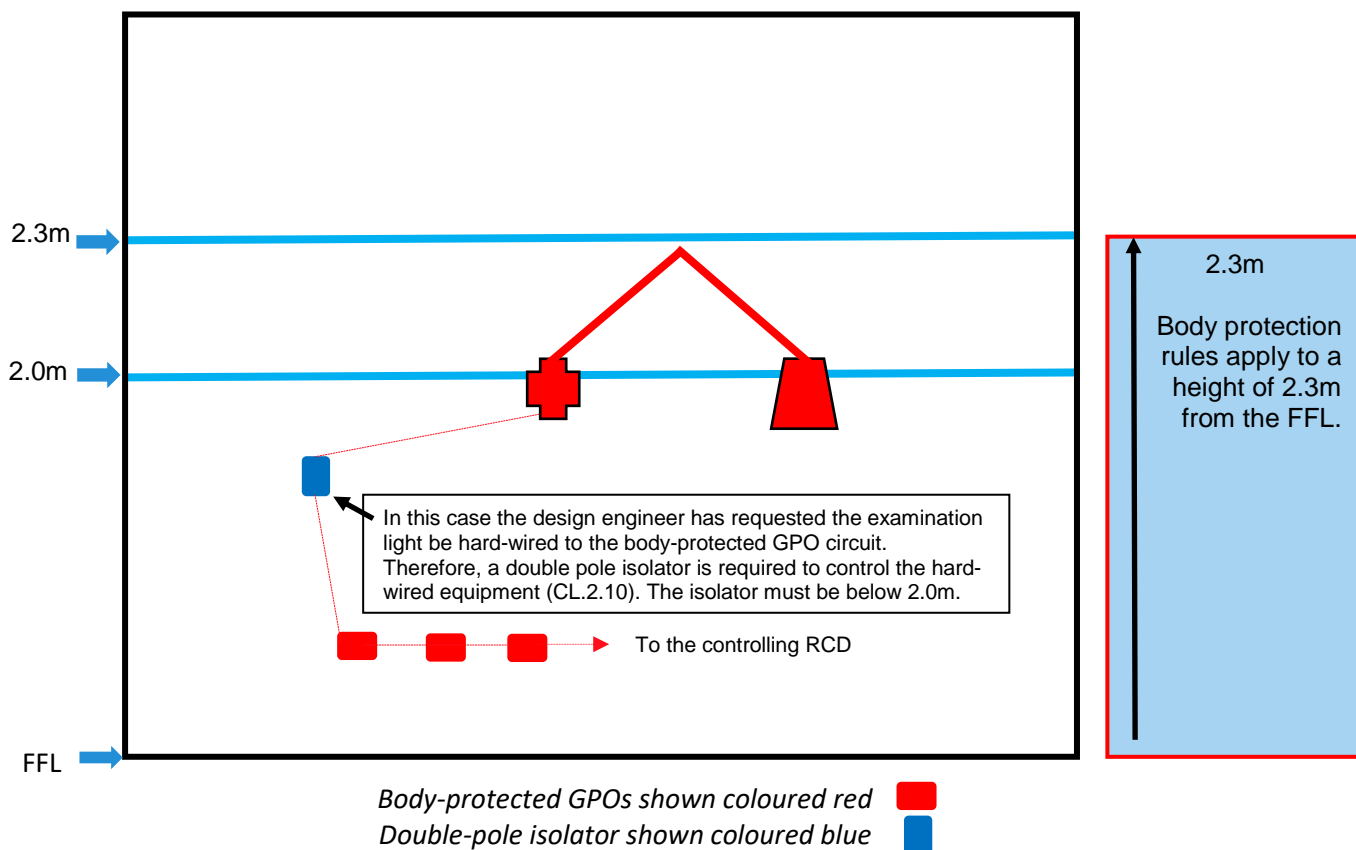 2.3m
2.3m
Body protection
rules apply to a
height of 2.3m
from the FFL.
2.0m
In this case the design engineer has requested the examination
light be hard-wired to the body-protected GPO circuit.
Therefore, a double pole isolator is required to control the hard-
wired equipment (CL.2.10). The isolator must be below 2.0m.
To the controlling RCD
FFL
Body-protected GPOs shown coloured red
Double-pole isolator shown coloured blue